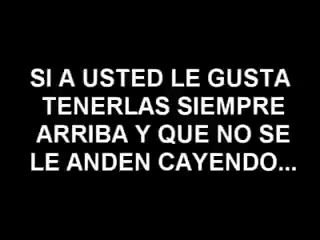 SI A USTED LE GUSTA
TENERLAS SIEMPRE
ARRIBA Y QUE NO SE
LE ANDEN CAYENDO...